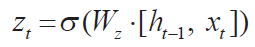 z_t = σ(W_z ·[h_{t−1}, x_t])